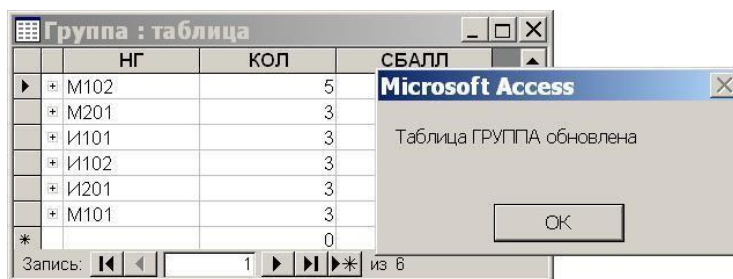 Группа : таблица
НГ КОЛ СБАЛЛ
М102 5
М201 3
И101 3
И102 3
И201 3
М101 3
0
Запись: 1 из 6
Microsoft Access
Таблица ГРУППА обновлена
OK